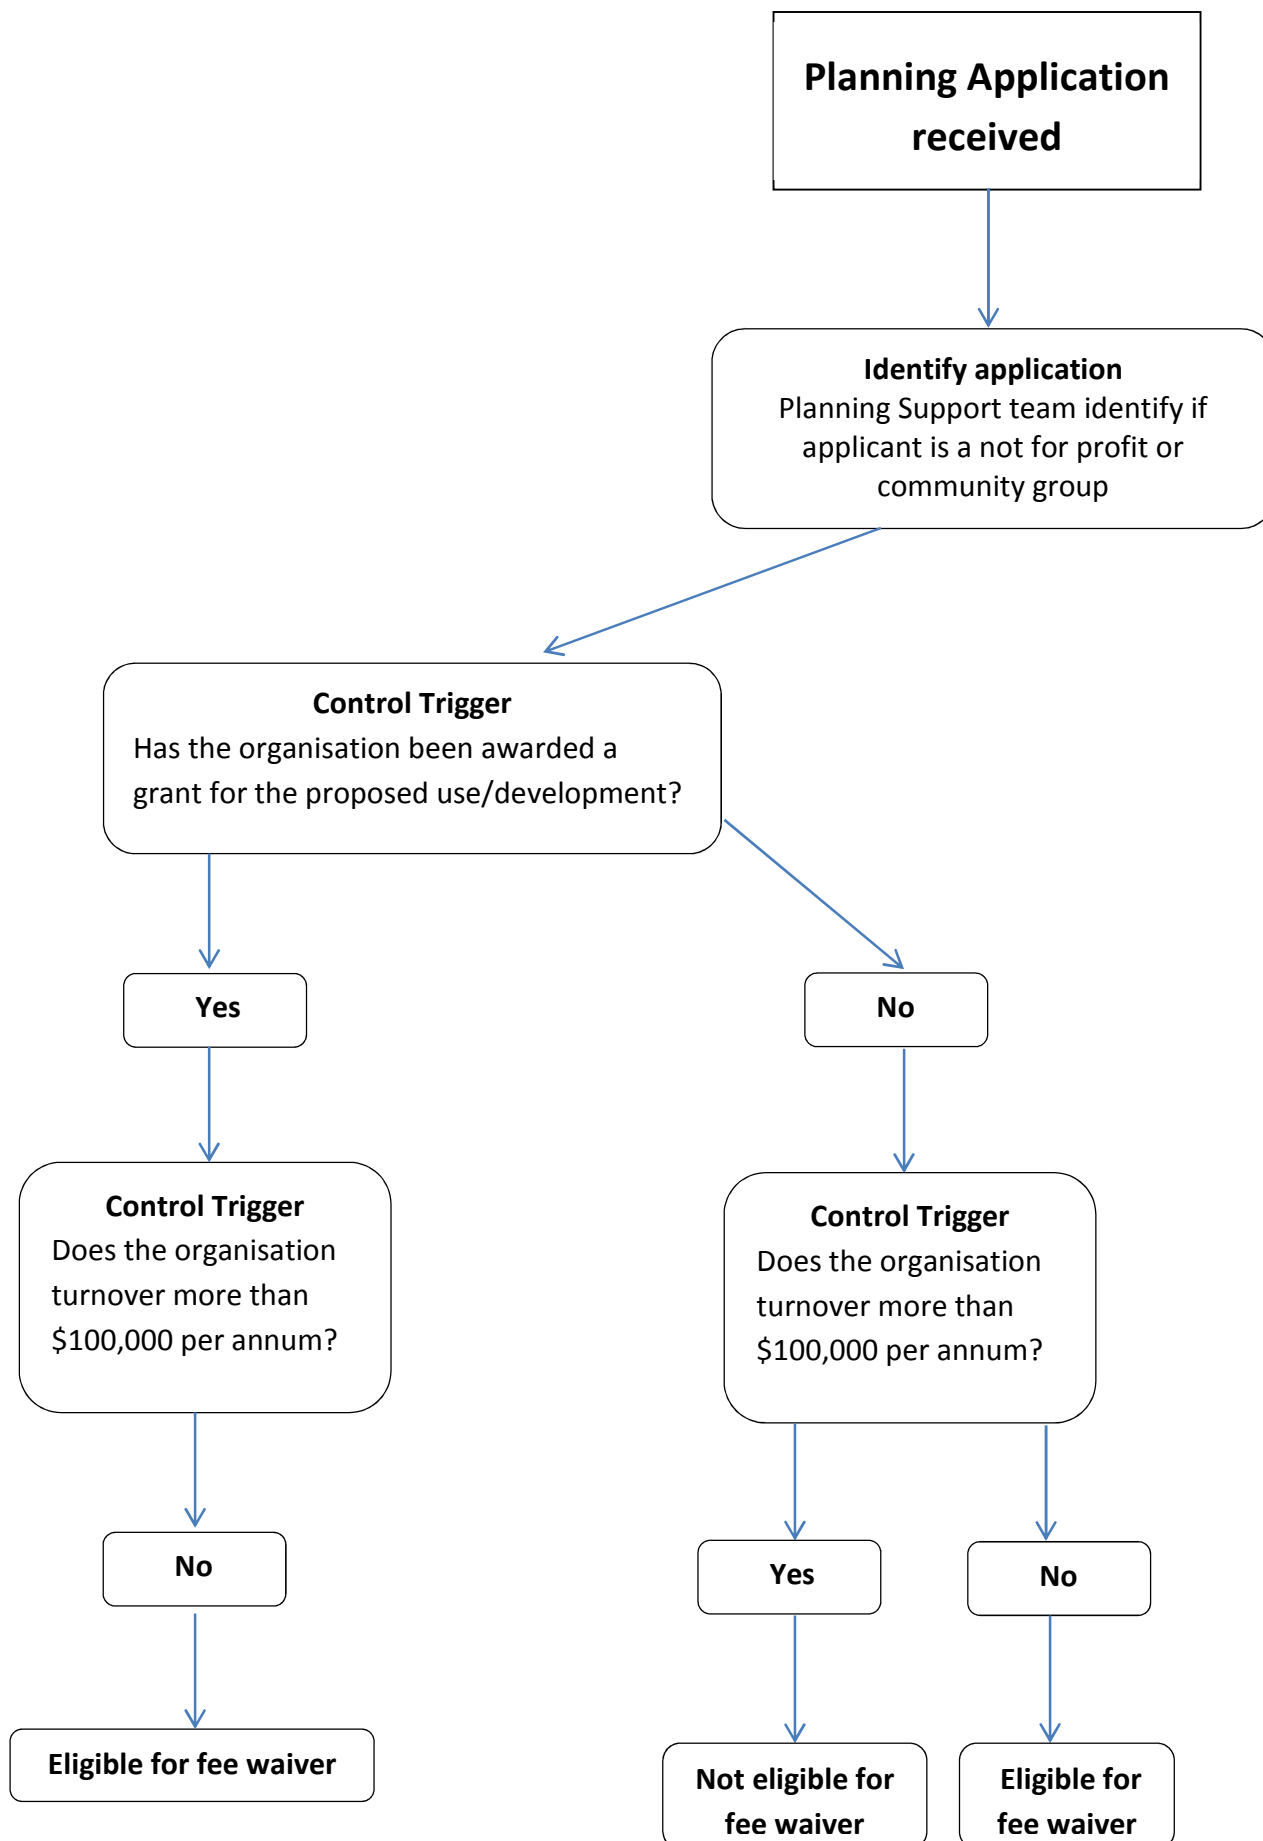 Planning Application
received
Identify application
Planning Support team identify if
applicant is a not for profit or
community group
Control Trigger
Has the organisation been awarded a
grant for the proposed use/development?
Yes
No
Control Trigger
Does the organisation
turnover more than
$100,000 per annum?
Control Trigger
Does the organisation
turnover more than
$100,000 per annum?
No
Yes
No
Eligible for fee waiver
Not eligible for
fee waiver
Eligible for
fee waiver